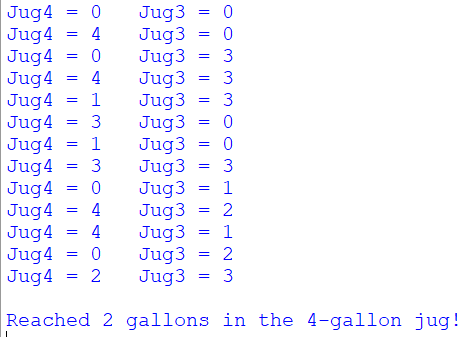 Jug4 = 0   Jug3 = 0
Jug4 = 4   Jug3 = 0
Jug4 = 0   Jug3 = 3
Jug4 = 4   Jug3 = 3
Jug4 = 1   Jug3 = 3
Jug4 = 3   Jug3 = 0
Jug4 = 1   Jug3 = 0
Jug4 = 3   Jug3 = 3
Jug4 = 0   Jug3 = 1
Jug4 = 4   Jug3 = 2
Jug4 = 4   Jug3 = 1
Jug4 = 0   Jug3 = 2
Jug4 = 2   Jug3 = 3
Reached 2 gallons in the 4-gallon jug!